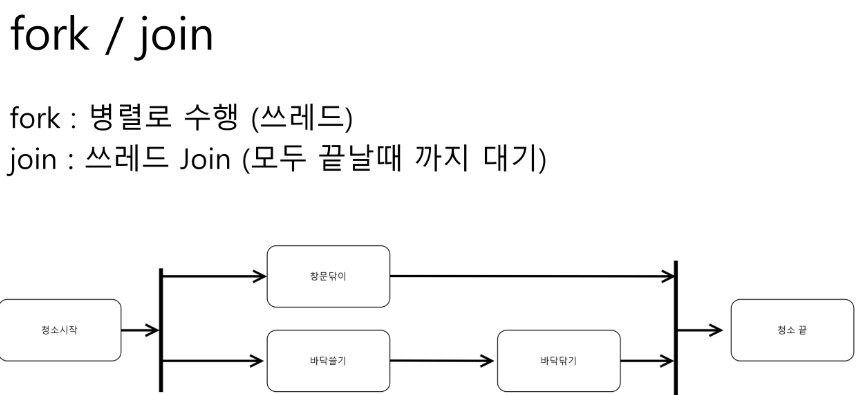 fork / join
fork : 병렬로 수행 (쓰레드)
join : 쓰레드 Join (모두 끝날때 까지 대기)
창문닦이
청소시작
청소 끝
바닥쓸기
바닥닦기